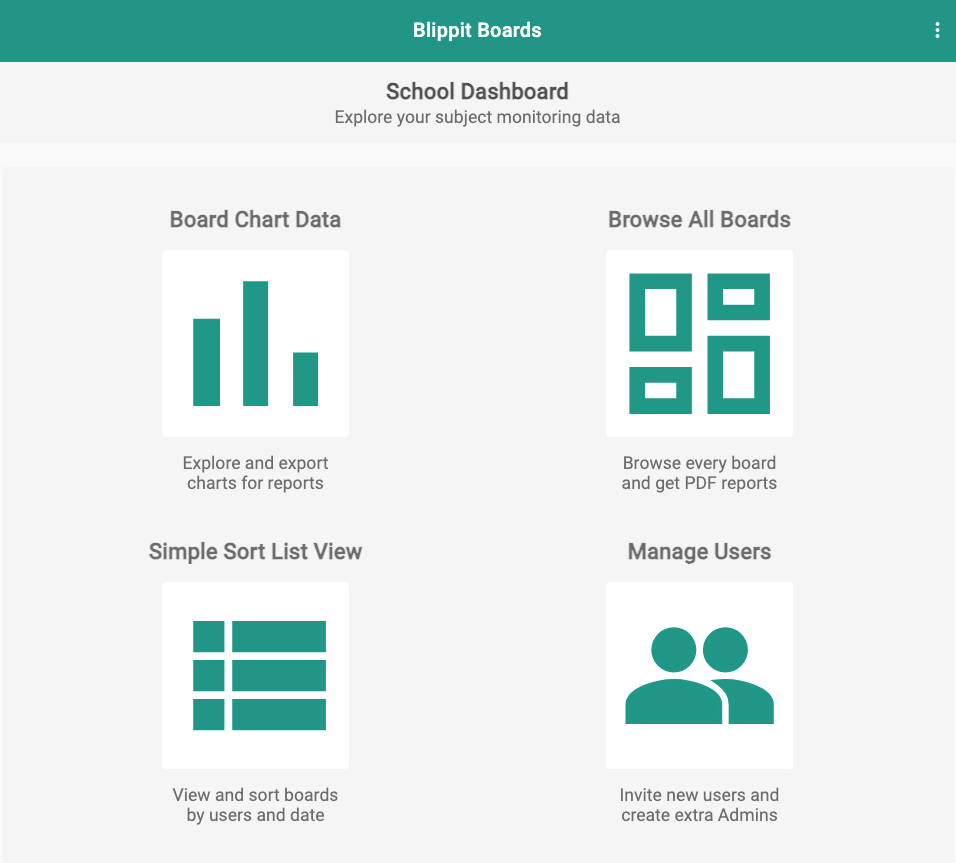 Blippit Boards
School Dashboard
Explore your subject monitoring data
Board Chart Data
Explore and export
charts for reports
Browse All Boards
Browse every board
and get PDF reports
Simple Sort List View
View and sort boards
by users and date
Manage Users
Invite new users and
create extra Admins